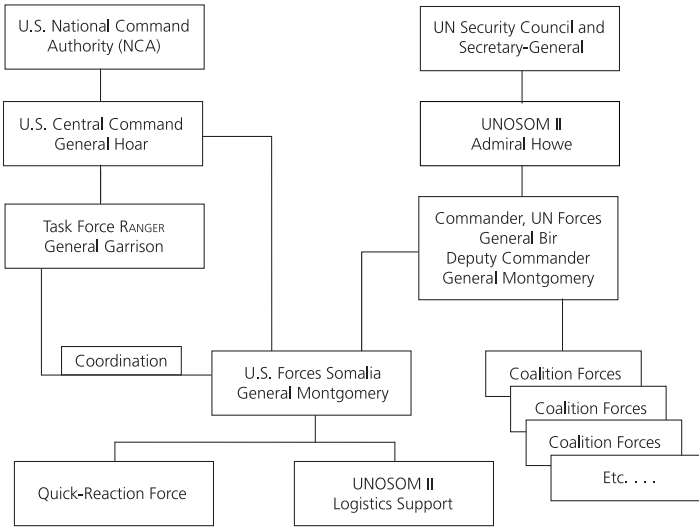 U.S. National Command
Authority (NCA)
UN Security Council and
Secretary-General
U.S. Central Command
General Hoar
UNOSOM II
Admiral Howe
Task Force RANGER
General Garrison
Commander, UN Forces
General Bir
Deputy Commander
General Montgomery
Coordination
U.S. Forces Somalia
General Montgomery
Coalition Forces
Coalition Forces
Coalition Forces
Etc. . . .
Quick-Reaction Force
UNOSOM II
Logistics Support